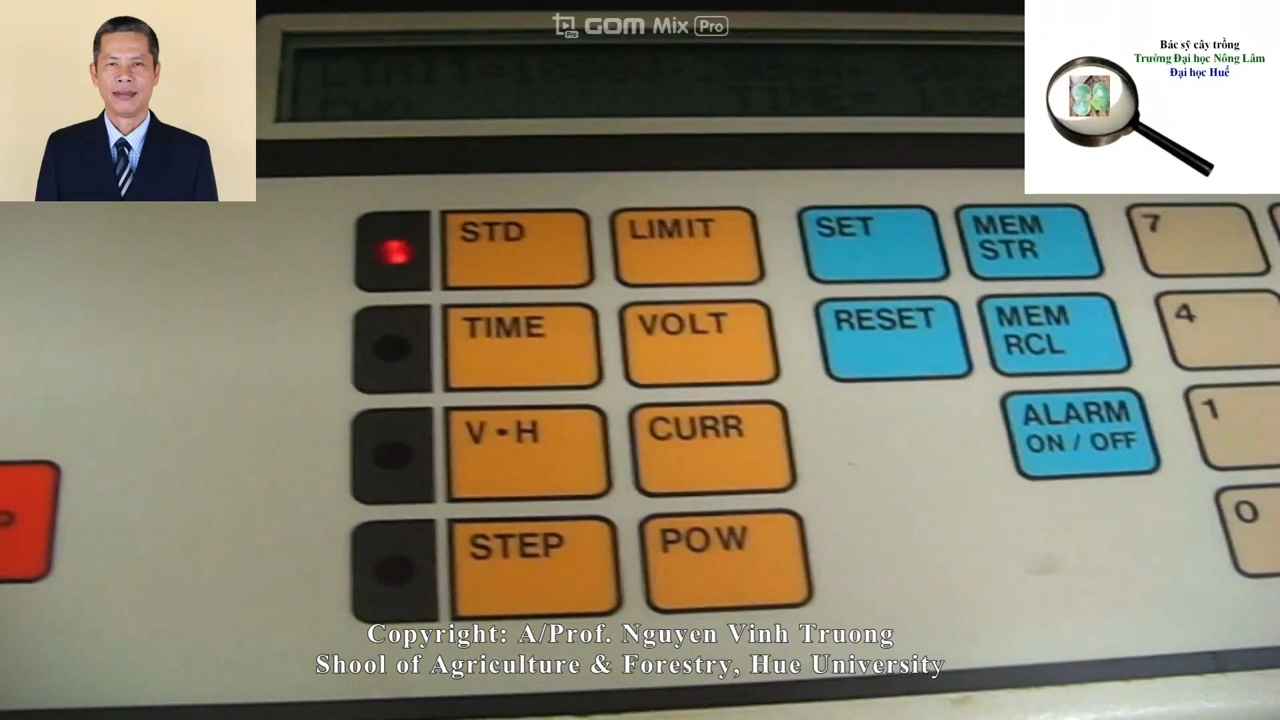 GOM Mix Pro
Bác sỹ cây trồng
Trường Đại học Nông Lâm
Đại học Huế
LIMIT
STD
LIMIT
SET
MEM
STR
7
TIME
VOLT
RESET
MEM
RCL
4
V•H
CURR
ALARM
ON / OFF
1
STEP
POW
0
Copyright: A/Prof. Nguyen Vinh Truong
Shool of Agriculture & Forestry, Hue University